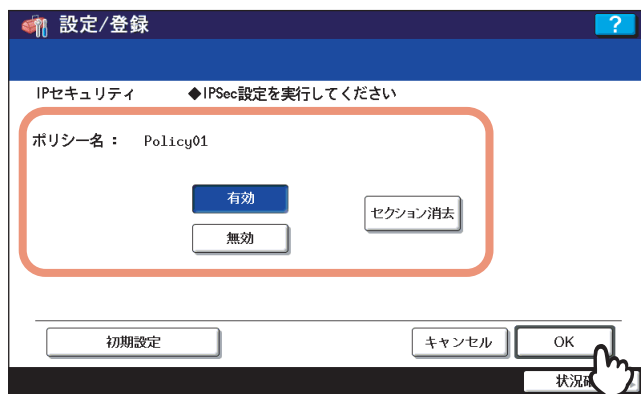 設定/登録 ?
IPセキュリティ ◆IPSec設定を実行してください
ポリシー名： Policy01
有効
セクション消去
無効
初期設定 キャンセル OK
状況